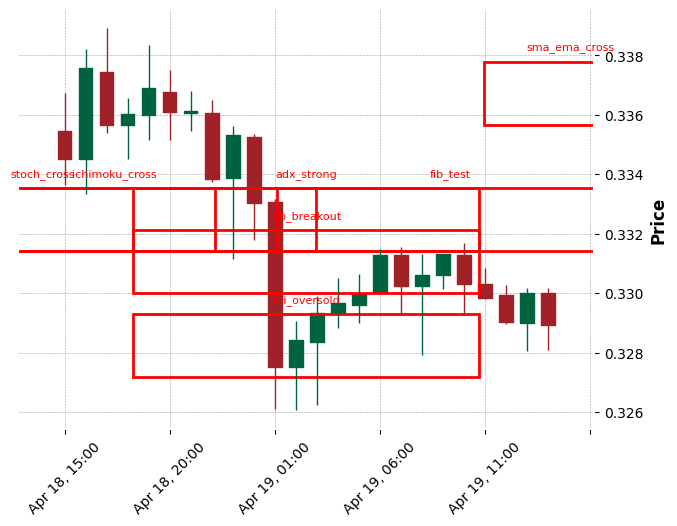 sma_ema_cross
0.338
0.336
stoch_cross
ichimoku_cross
adx_strong
fib_test
0.334
Price
0.332
0.330
0.328
0.326
Apr 18, 15:00
Apr 18, 20:00
Apr 19, 01:00
Apr 19, 06:00
Apr 19, 11:00